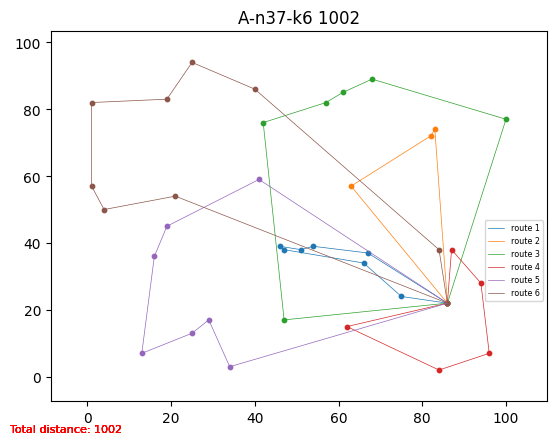 A-n37-k6 1002
100
80
60
40
20
0
0 20 40 60 80 100
route 1
route 2
route 3
route 4
route 5
route 6
Total distance: 1002